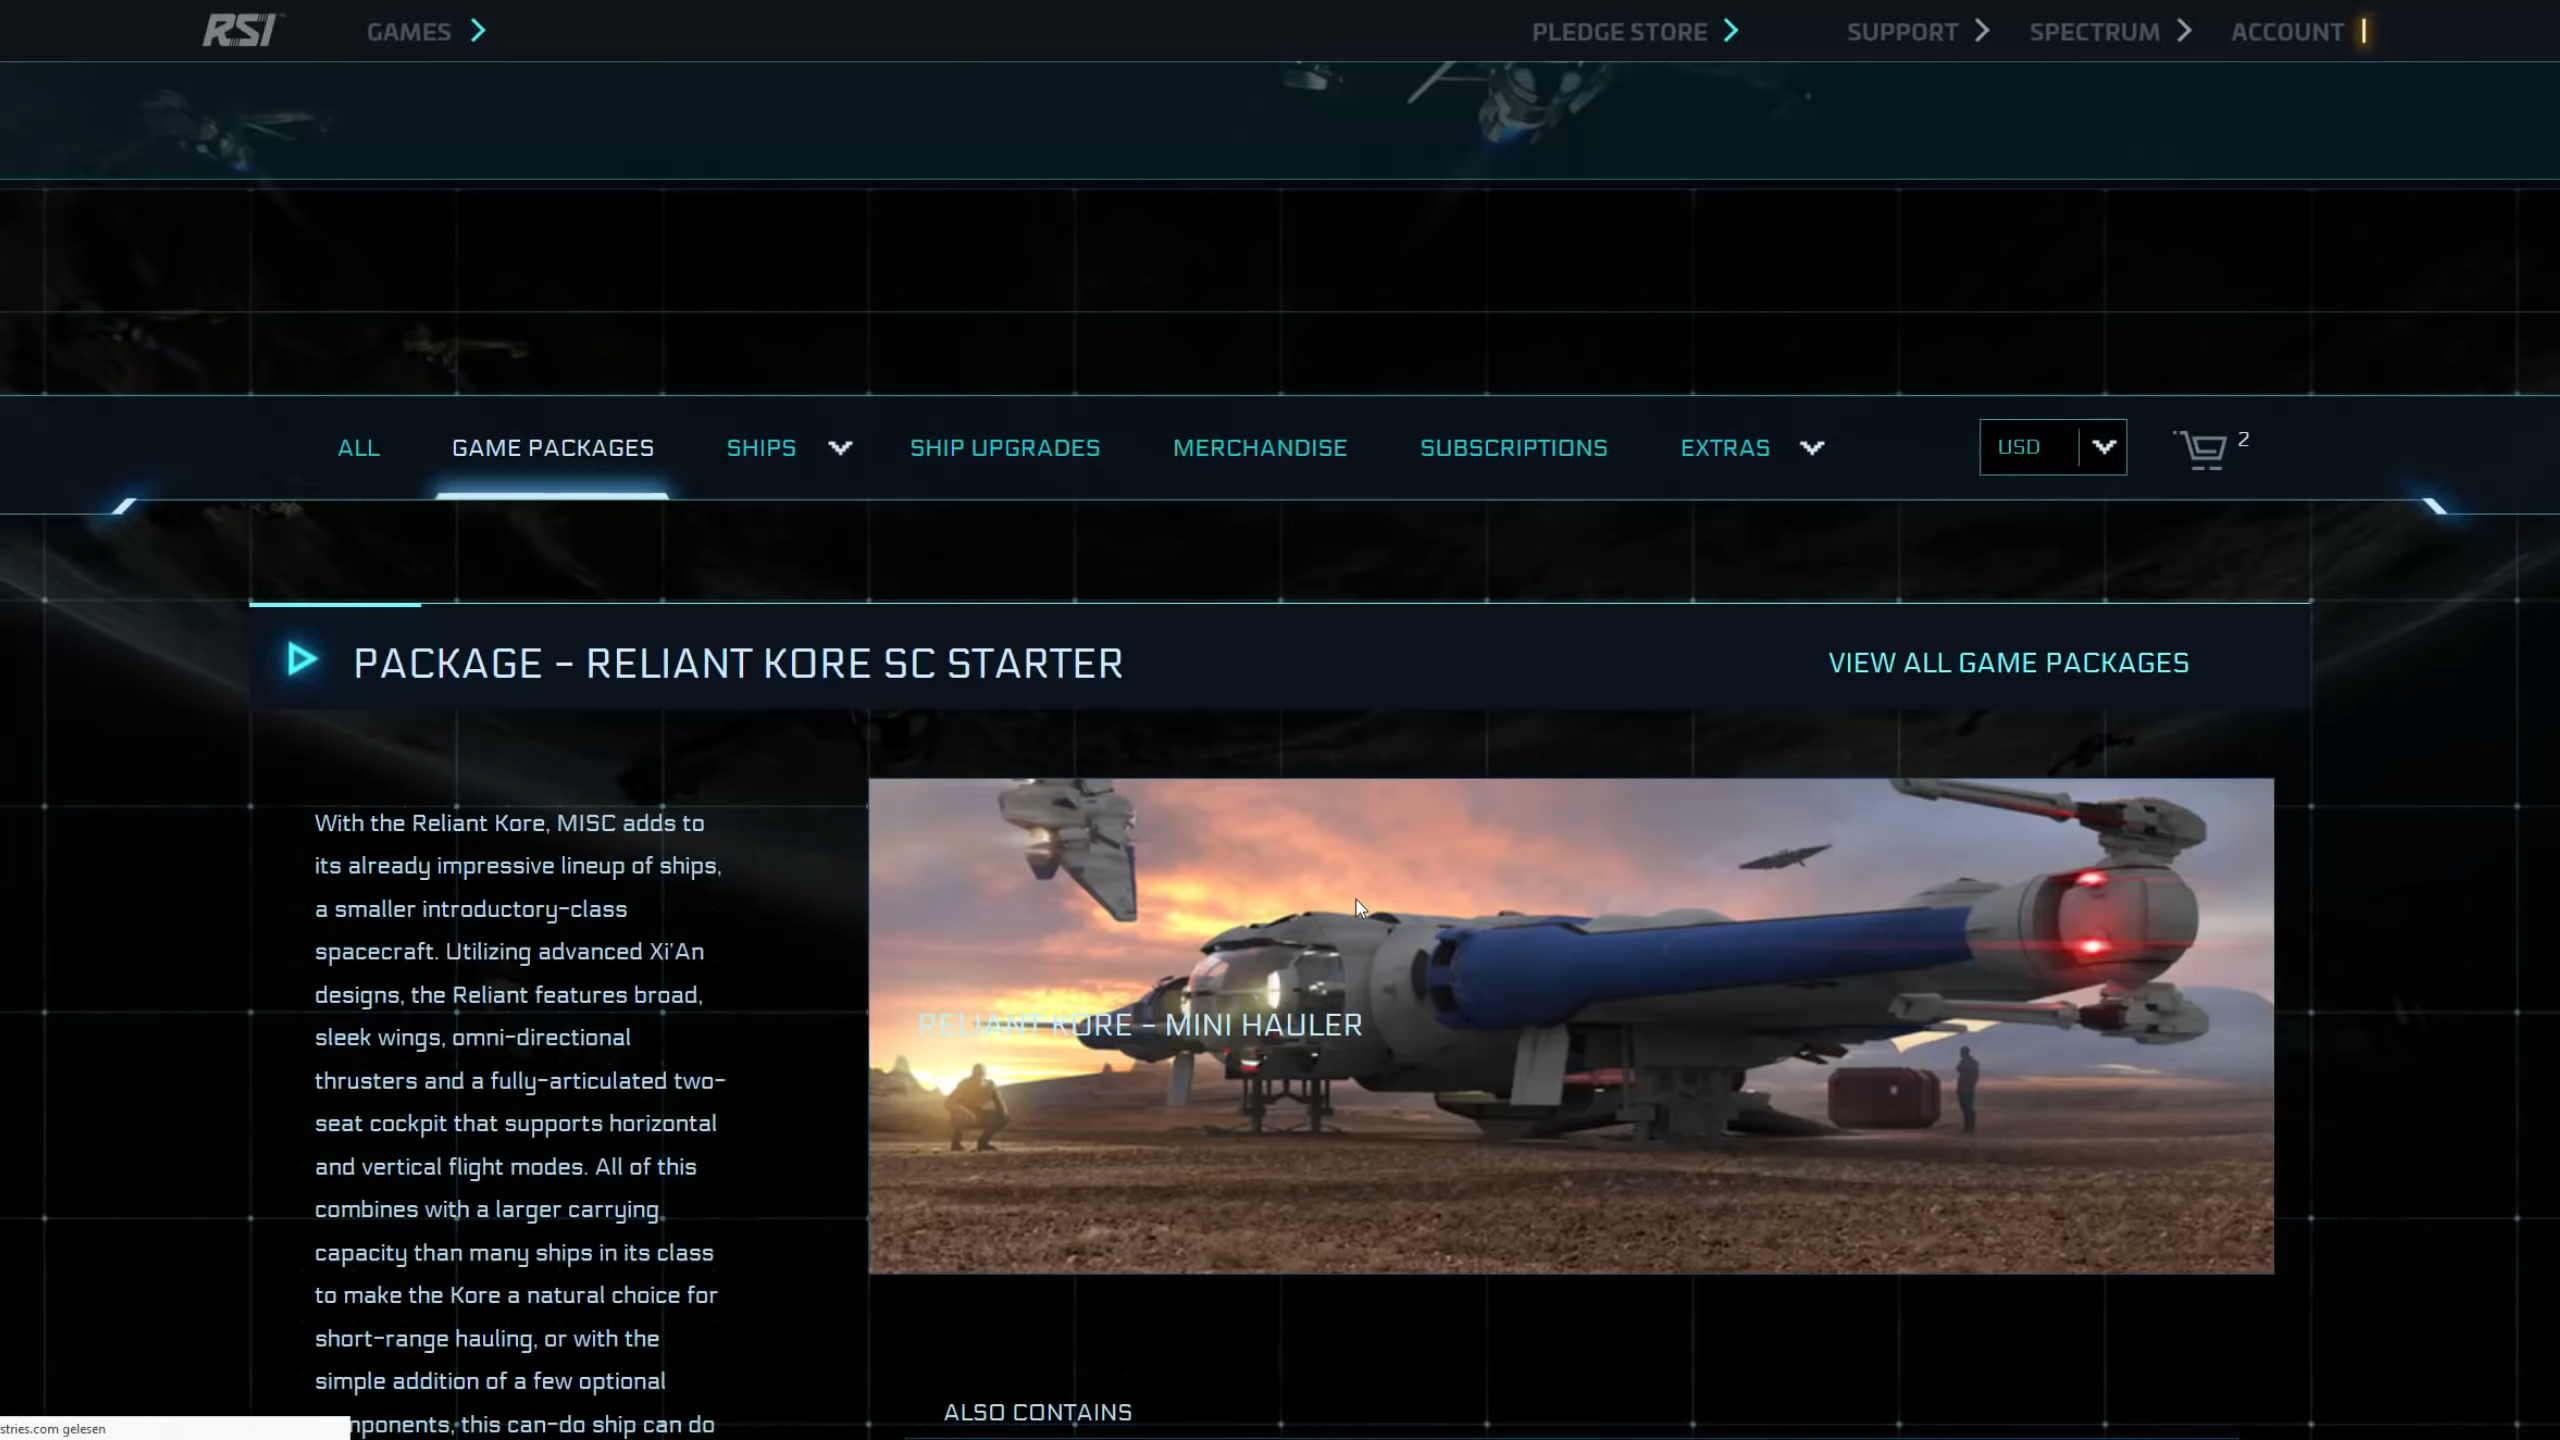 RSI
GAMES
PLEDGE STORE
SUPPORT
SPECTRUM
ACCOUNT
ALL
GAME PACKAGES
SHIPS
SHIP UPGRADES
MERCHANDISE
SUBSCRIPTIONS
EXTRAS
USD
2
PACKAGE - RELIANT KORE SC STARTER
VIEW ALL GAME PACKAGES
With the Reliant Kore, MISC adds to
its already impressive lineup of ships,
a smaller introductory-class
spacecraft. Utilizing advanced Xi'An
designs, the Reliant features broad,
sleek wings, omni-directional
thrusters and a fully-articulated two-
seat cockpit that supports horizontal
and vertical flight modes. All of this
combines with a larger carrying
capacity than many ships in its class
to make the Kore a natural choice for
short-range hauling, or with the
simple addition of a few optional
mponents, this can-do ship can do
RELIANT KORE - MINI HAULER
ALSO CONTAINS
stries.com gelesen